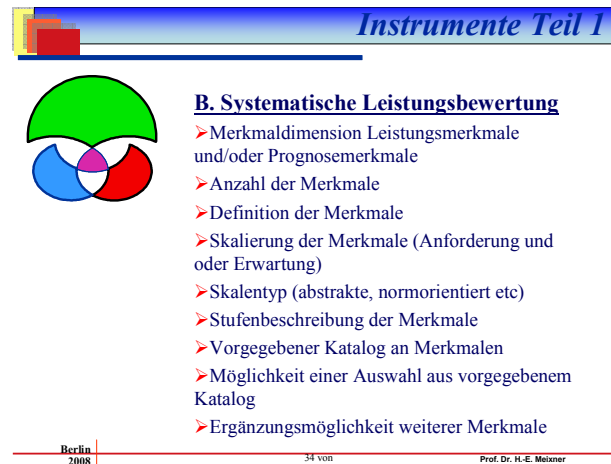 Instrumente Teil 1
B. Systematische Leistungsbewertung
➢Merkmaldimension Leistungsmerkmale
und/oder Prognosemerkmale
➢Anzahl der Merkmale
➢Definition der Merkmale
➢Skalierung der Merkmale (Anforderung und
oder Erwartung)
➢Skalentyp (abstrakte, normorientiert etc)
➢Stufenbeschreibung der Merkmale
➢Vorgegebener Katalog an Merkmalen
➢Möglichkeit einer Auswahl aus vorgegebenem
Katalog
➢Ergänzungsmöglichkeit weiterer Merkmale
Berlin
2008
34 von
Prof. Dr. H.-E. Meixner